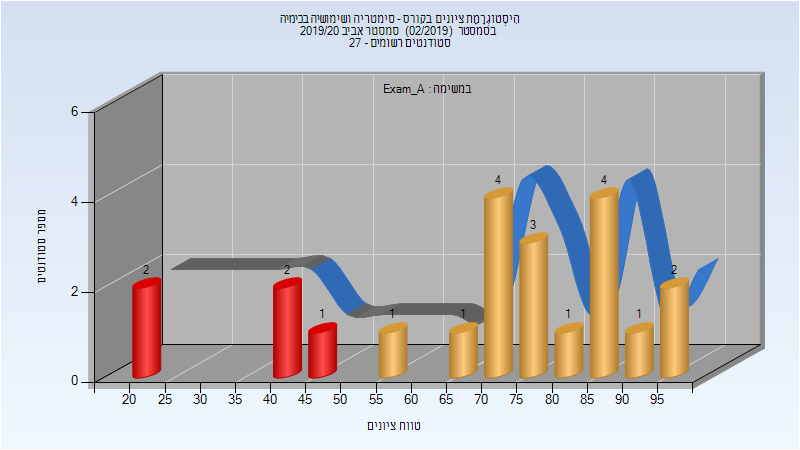 היסטוגרמת ציונים בקורס - סימטריה ושימושיה בכימיה
בסמסטר (02/2019) סמסטר אביב 2019/20
סטודנטים רשומים - 27
במשימה : Exam_A
6
4
2
0
מספר סטודנטים
2
2
1
1
1
4
3
1
4
1
2
20 25 30 35 40 45 50 55 60 65 70 75 80 85 90 95
טווח ציונים